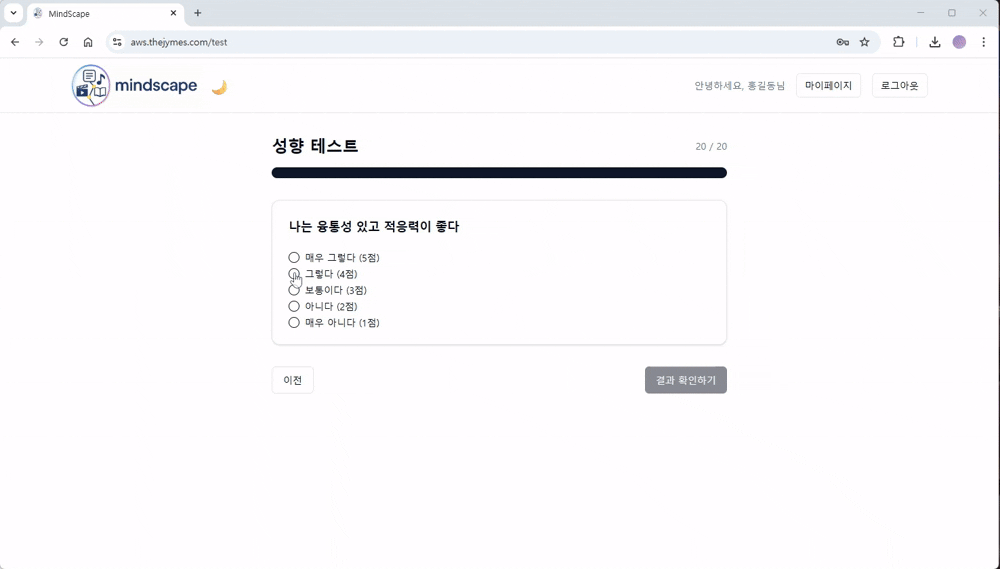 MindScape
aws.thejymes.com/test
mindscape
안녕하세요, 홍길동님
마이페이지
로그아웃
성향 테스트
20 / 20
나는 융통성 있고 적응력이 좋다
매우 그렇다 (5점)
그렇다 (4점)
보통이다 (3점)
아니다 (2점)
매우 아니다 (1점)
이전
결과 확인하기